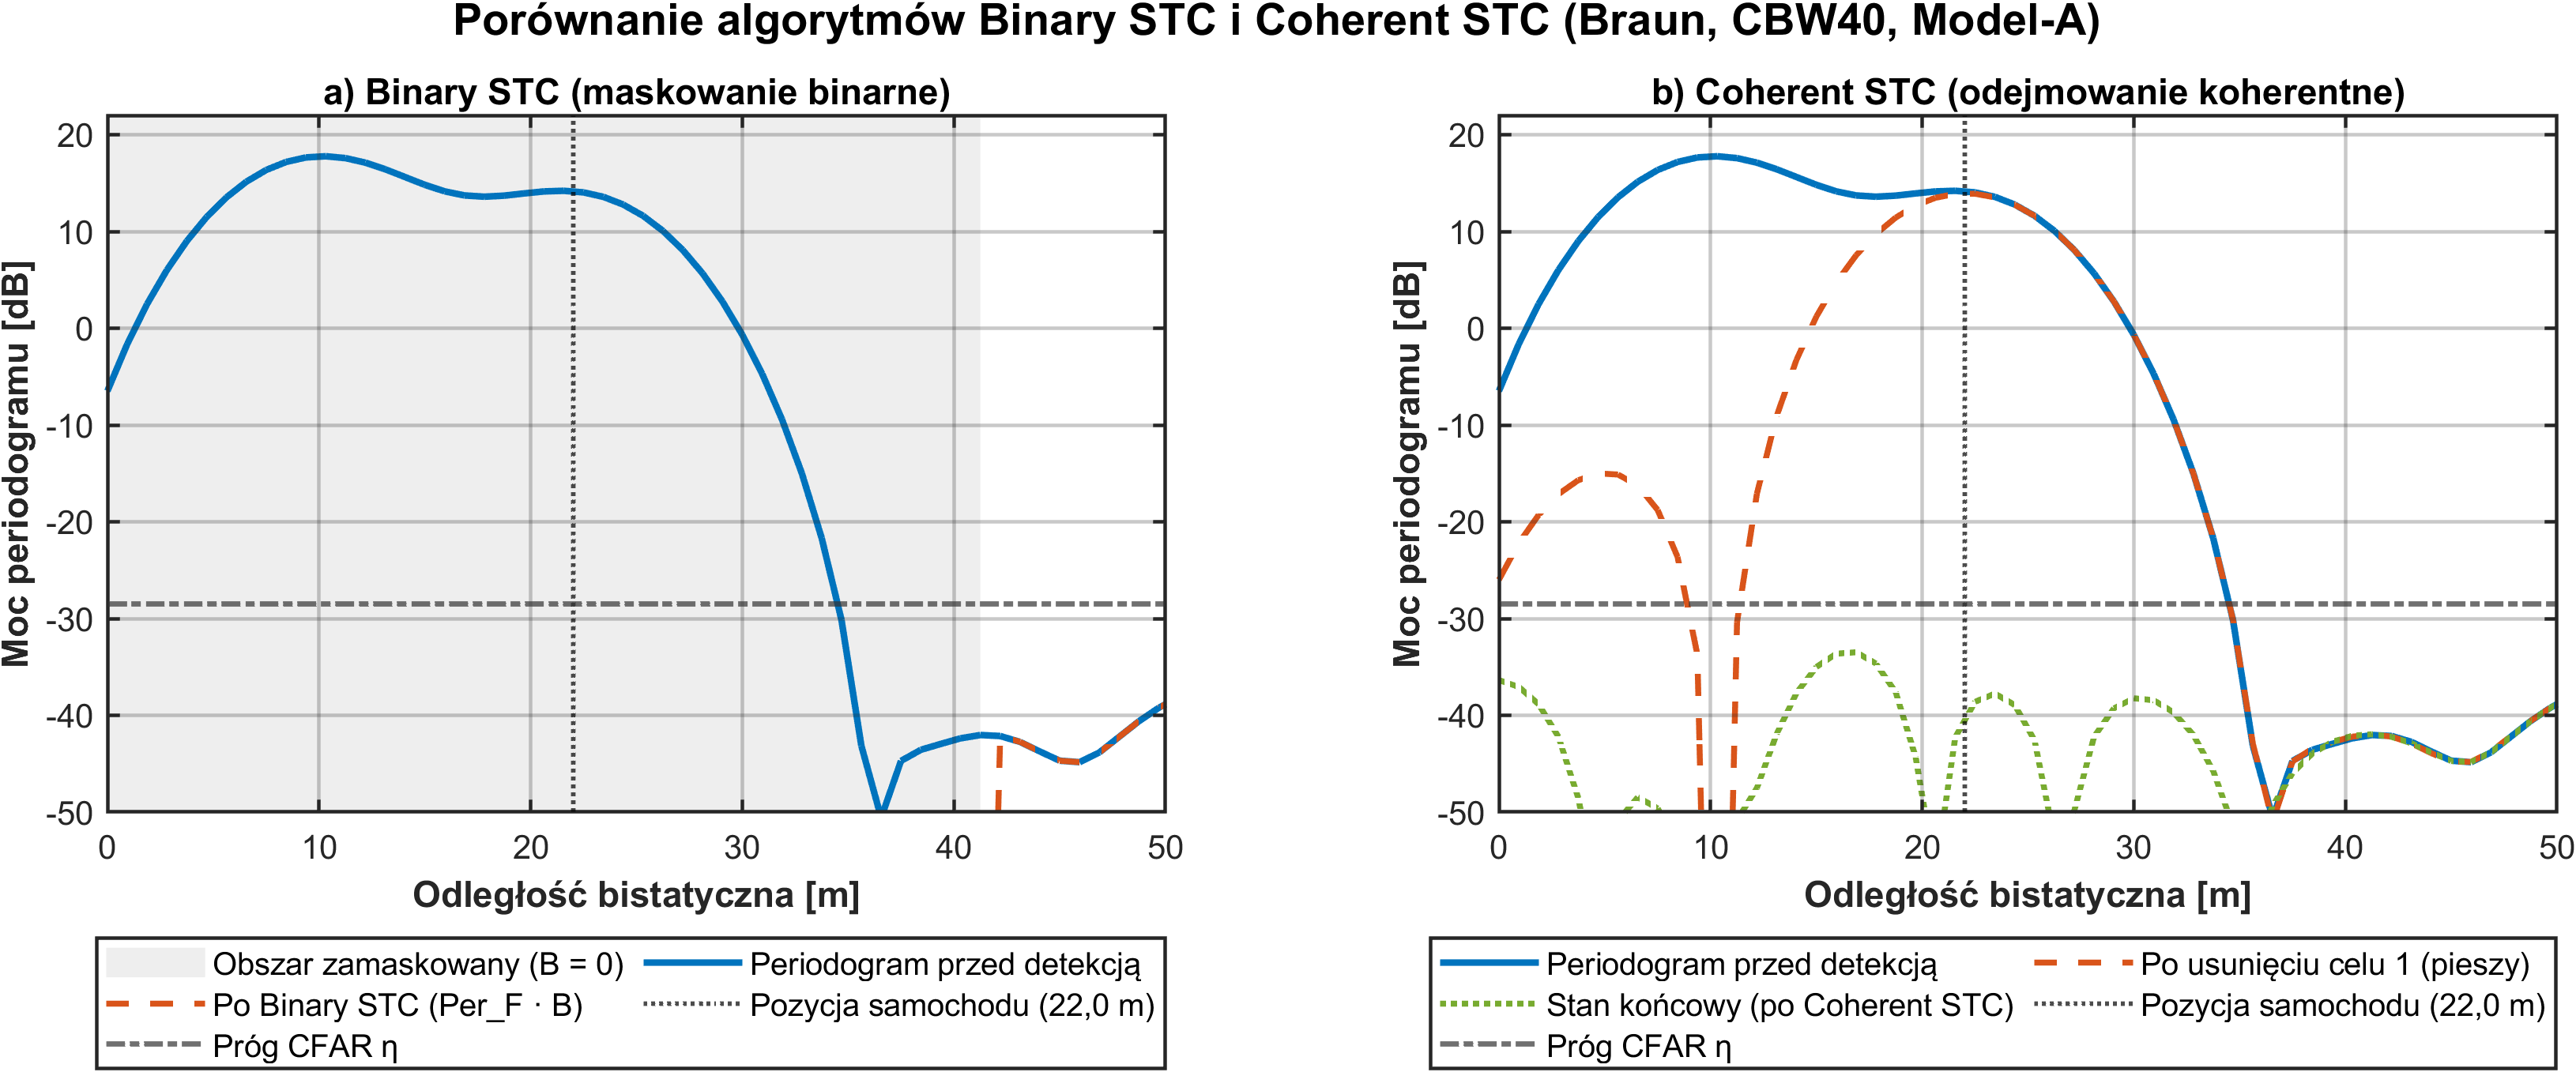 Porównanie algorytmów Binary STC i Coherent STC (Braun, CBW40, Model-A)
a) Binary STC (maskowanie binarne)
20
10
0
-10
-20
-30
-40
-50
0 10 20 30 40 50
Moc periodogramu [dB]
Odległość bistatyczna [m]
Obszar zamaskowany (B = 0) Periodogram przed detekcją
Po Binary STC (Per_F · B) Pozycja samochodu (22,0 m)
Próg CFAR η
b) Coherent STC (odejmowanie koherentne)
20
10
0
-10
-20
-30
-40
-50
0 10 20 30 40 50
Moc periodogramu [dB]
Odległość bistatyczna [m]
Periodogram przed detekcją Po usunięciu celu 1 (pieszy)
Stan końcowy (po Coherent STC) Pozycja samochodu (22,0 m)
Próg CFAR η